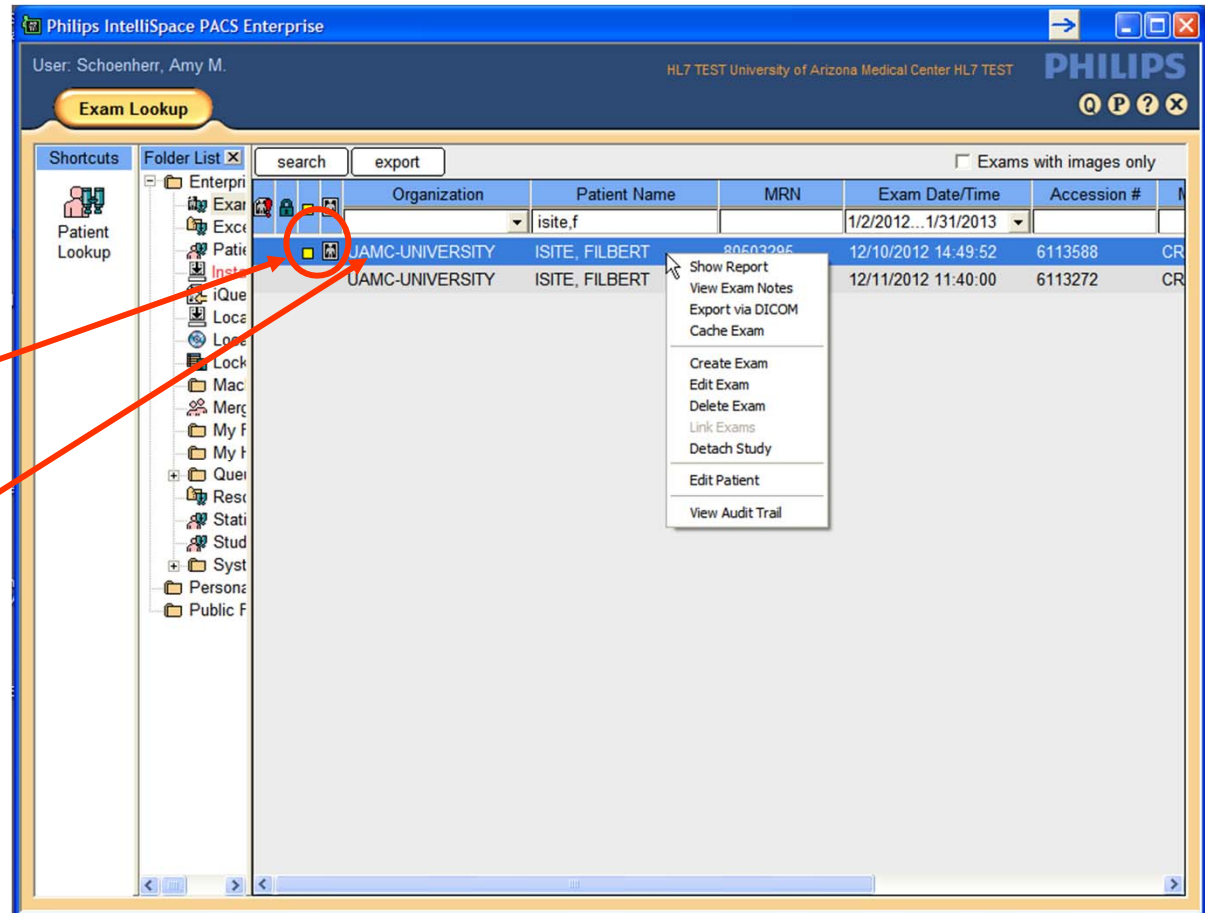 Philips IntelliSpace PACS Enterprise
User: Schoenherr, Amy M.
HL7 TEST University of Arizona Medical Center HL7 TEST
PHILIPS
Exam Lookup
Q P ? X
Shortcuts
Patient
Lookup
Folder List
Enterpri
Exar
Exce
Patie
Insta
iQue
Loca
Loca
Lock
Mac
Merg
My F
My H
Que
Reso
Stati
Stud
Syst
Persona
Public F
search export Exams with images only
Organization Patient Name MRN Exam Date/Time Accession #
isite,f 1/2/2012...1/31/2013
UAMC-UNIVERSITY ISITE, FILBERT 80503295 12/10/2012 14:49:52 6113588 CR
UAMC-UNIVERSITY ISITE, FILBERT 12/11/2012 11:40:00 6113272 CR
Show Report
View Exam Notes
Export via DICOM
Cache Exam
Create Exam
Edit Exam
Delete Exam
Link Exams
Detach Study
Edit Patient
View Audit Trail